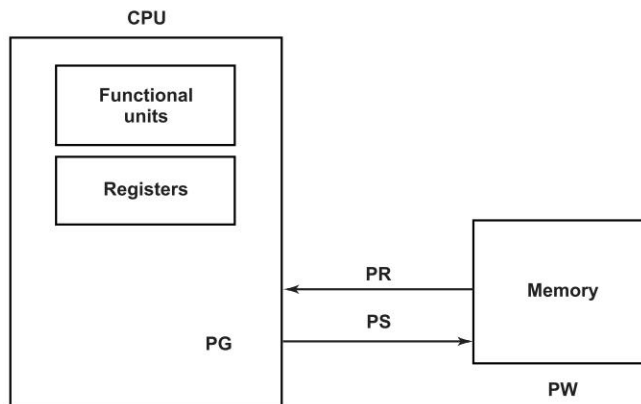 CPU
Functional
units
Registers
PR
Memory
PS
PG
PW